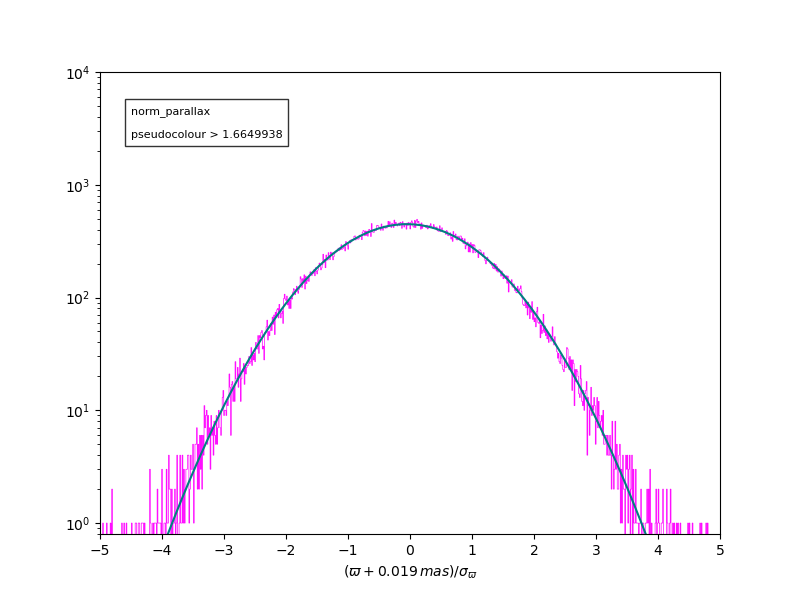 10⁴
norm_parallax
pseudocolour > 1.6649938
10³
10²
10¹
10⁰
−5 −4 −3 −2 −1 0 1 2 3 4 5
(ϖ + 0.019 mas)/σ_ϖ